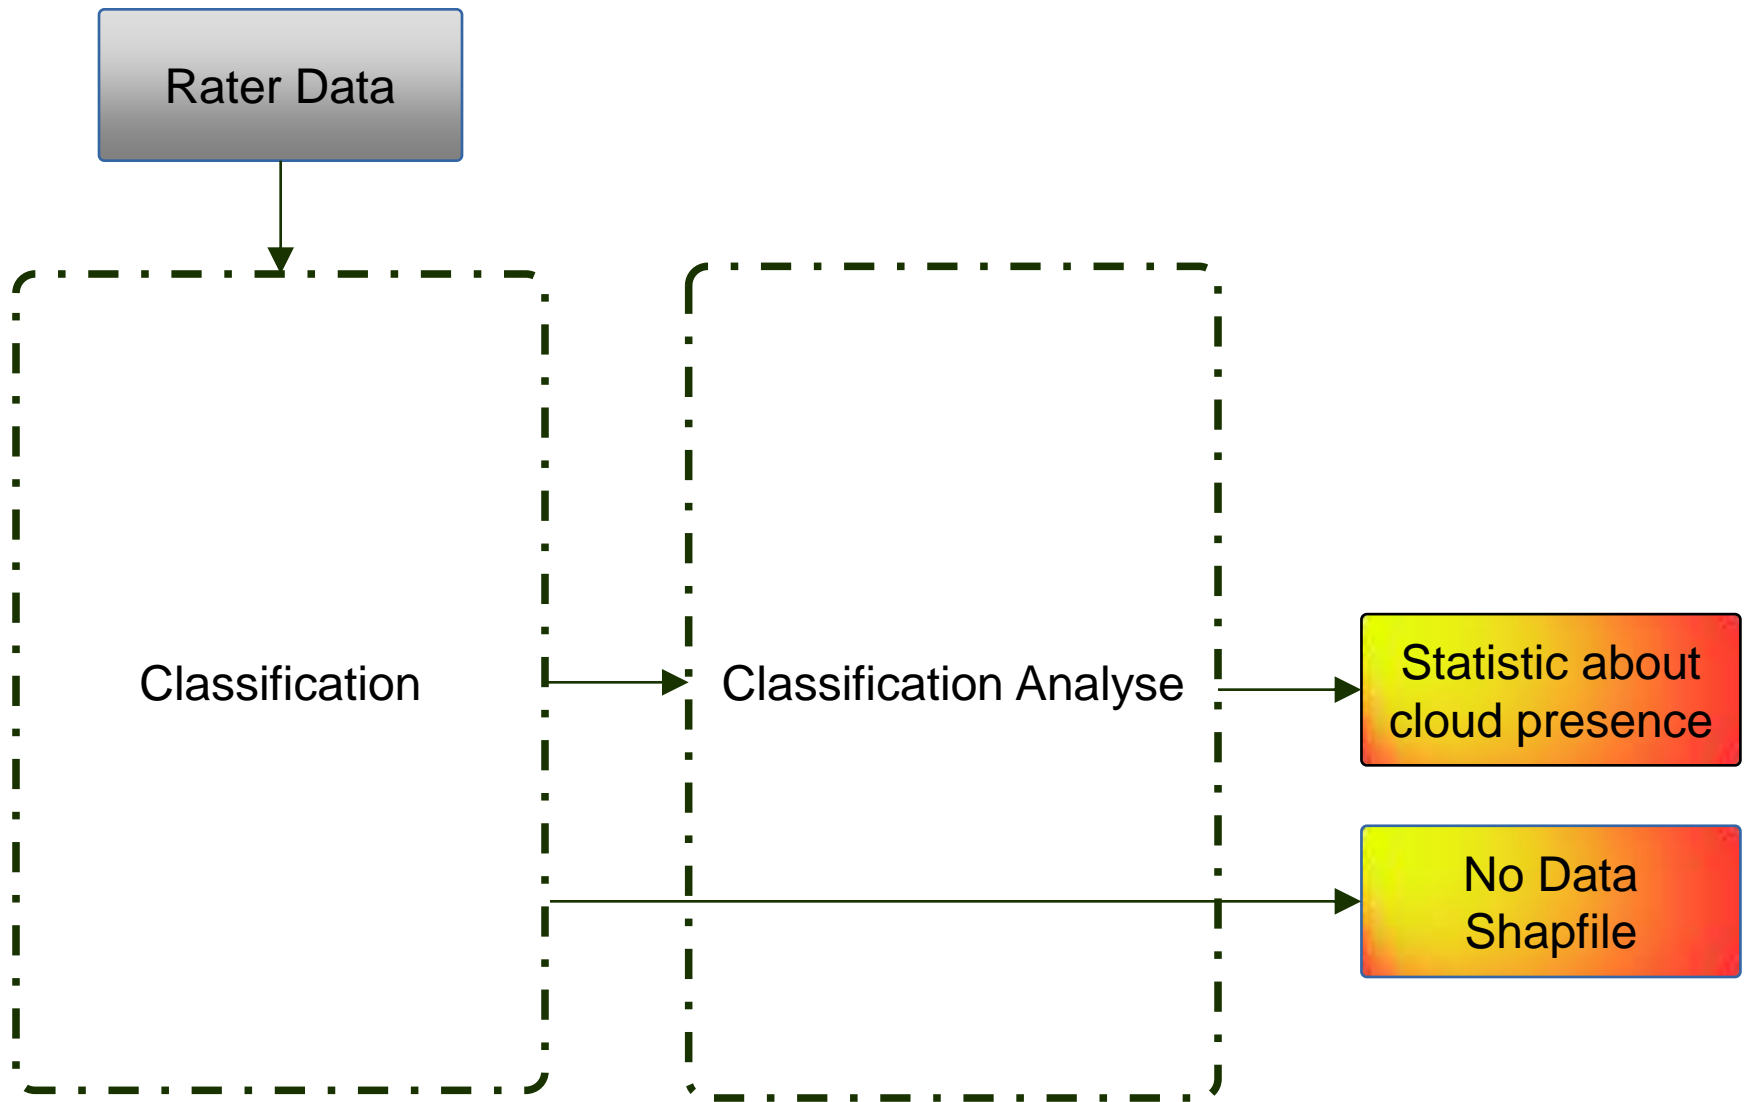 Rater Data
Classification
Classification Analyse
Statistic about
cloud presence
No Data
Shapfile